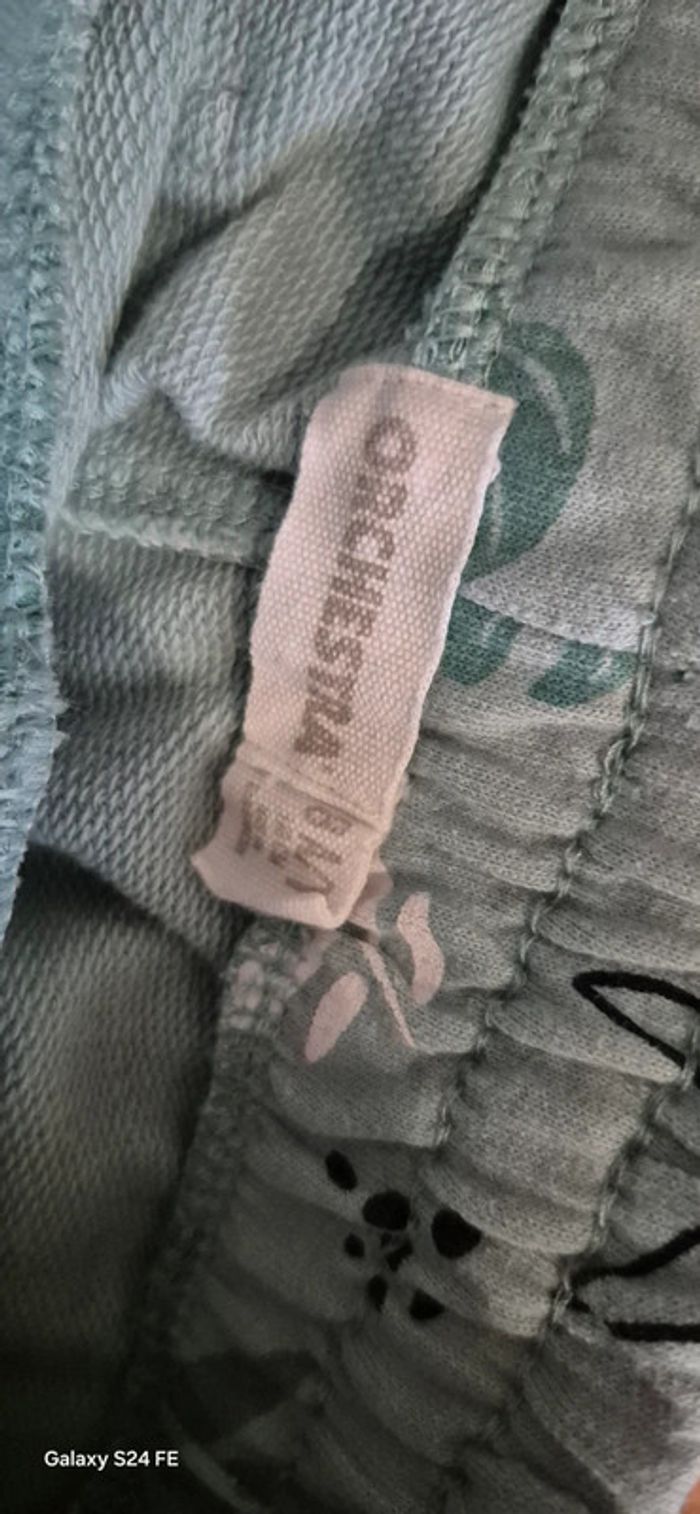 ORCHESTRA
Galaxy S24 FE